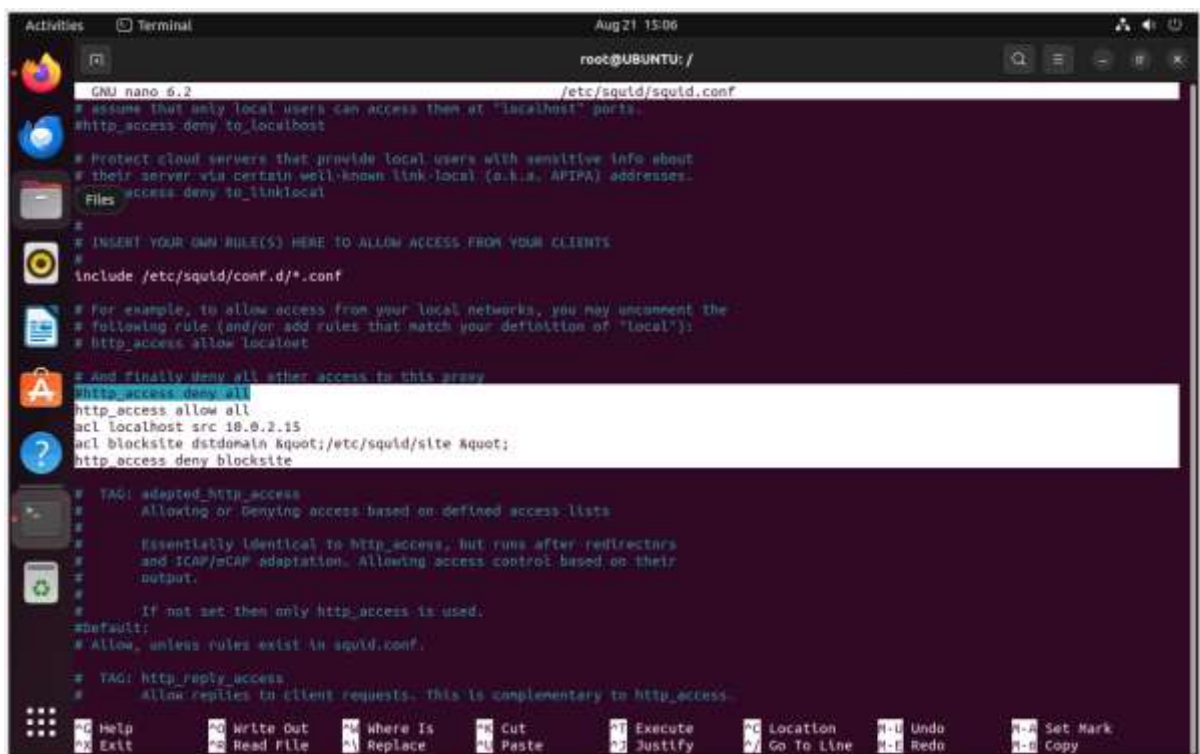 Activities Terminal Aug 21 15:06
root@UBUNTU: /
GNU nano 6.2 /etc/squid/squid.conf
# assume that only local users can access them at "localhost" ports.
#http_access deny to_localhost
# Protect cloud servers that provide local users with sensitive info about
# their server via certain well-known link-local (a.k.a. APIPA) addresses.
access deny to_linklocal
Files
#
# INSERT YOUR OWN RULE(S) HERE TO ALLOW ACCESS FROM YOUR CLIENTS
#
include /etc/squid/conf.d/*.conf
# For example, to allow access from your local networks, you may uncomment the
# following rule (and/or add rules that match your definition of "local"):
# http_access allow localnet
# And finally deny all other access to this proxy
#http_access deny all
http_access allow all
acl localhost src 10.0.2.15
acl blocksite dstdomain &quot;/etc/squid/site &quot;
http_access deny blocksite
# TAG: adapted_http_access
# Allowing or Denying access based on defined access lists
#
# Essentially identical to http_access, but runs after redirectors
# and ICAP/eCAP adaptation. Allowing access control based on their
# output.
#
# If not set then only http_access is used.
#Default:
# Allow, unless rules exist in squid.conf.
# TAG: http_reply_access
# Allow replies to client requests. This is complementary to http_access.
^G Help ^O Write Out ^W Where Is ^K Cut ^T Execute ^C Location M-U Undo M-A Set Mark
^X Exit ^R Read File ^\ Replace ^U Paste ^J Justify ^/ Go To Line M-E Redo M-6 Copy